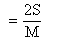 = 2S/M